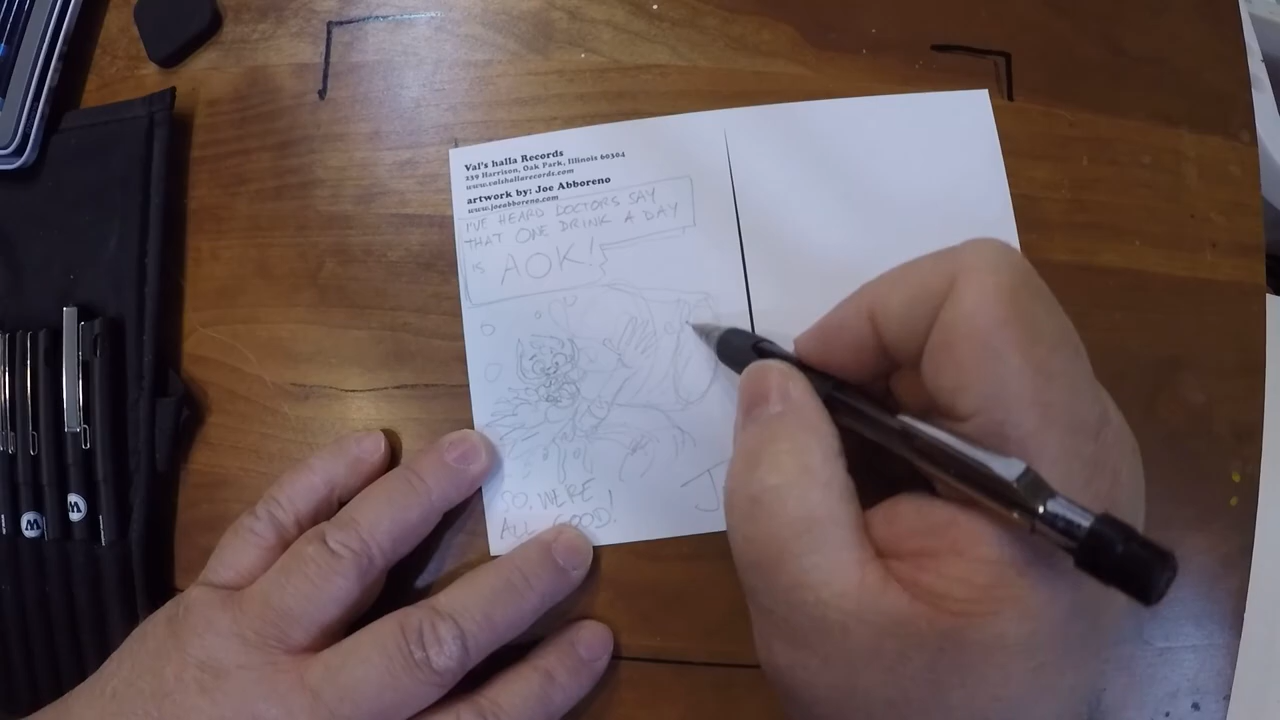 Val's halla Records
239 Harrison, Oak Park, Illinois 60304
www.valshallarecords.com
artwork by: Joe Abboreno
www.joeabboreno.com
I'VE HEARD DOCTORS SAY
THAT ONE DRINK A DAY
IS AOK!
SO, WE'RE
ALL GOOD!
J